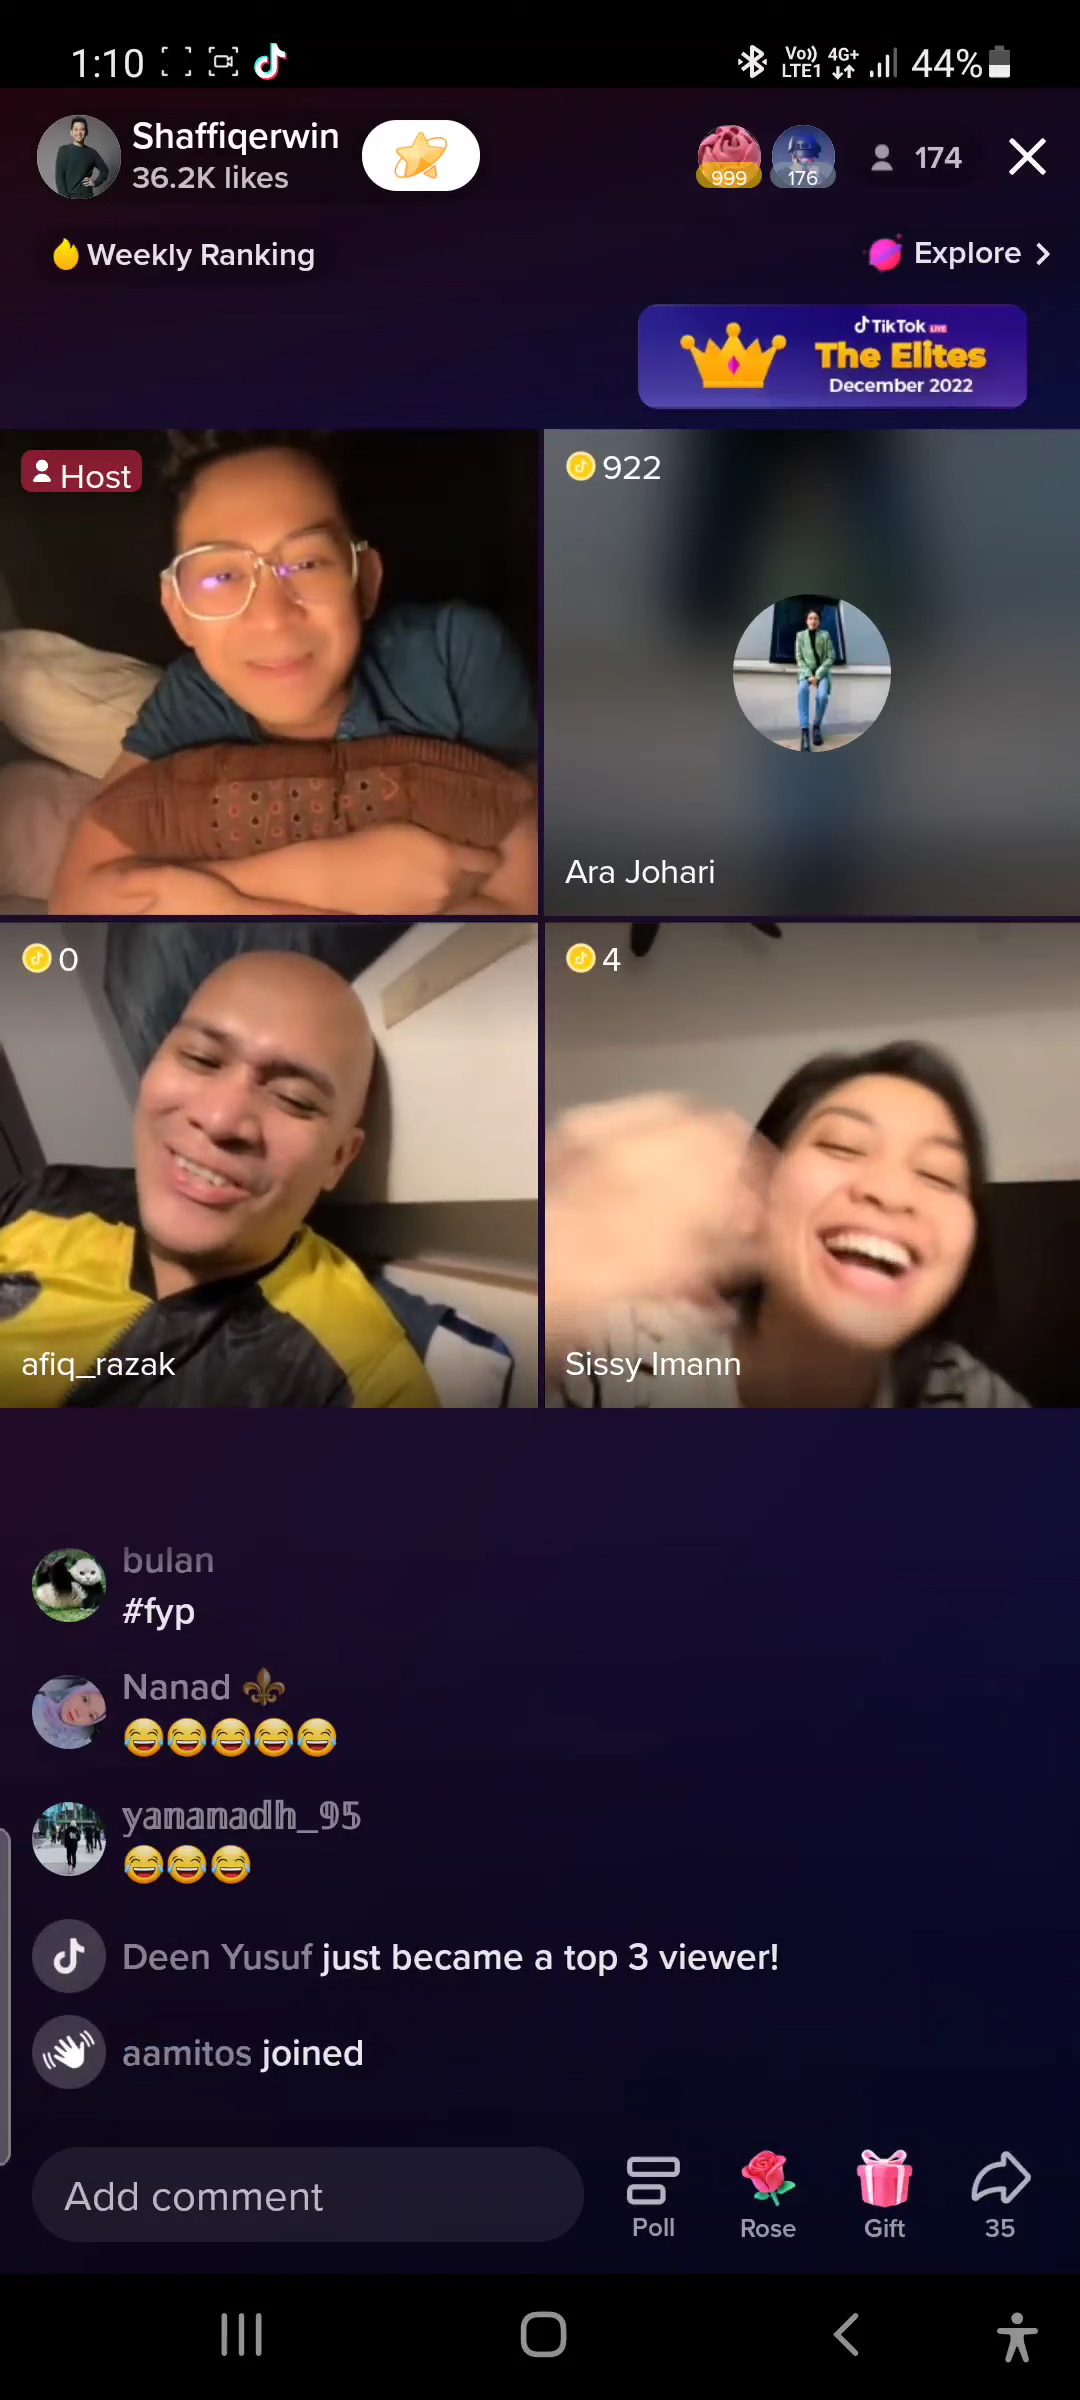 1:10
Vo)) LTE1 4G+ 44%
Shaffiqerwin
36.2K likes
999
176
174
Weekly Ranking
Explore
TikTok LIVE
The Elites
December 2022
Host
922
Ara Johari
0
afiq_razak
4
Sissy Imann
bulan
#fyp
Nanad ⚜️
😂😂😂😂😂
𝕪𝕒𝕟𝕒𝕟𝕒𝕕𝕙_𝟡𝟝
😂😂😂
Deen Yusuf just became a top 3 viewer!
aamitos joined
Add comment
Poll
Rose
Gift
35